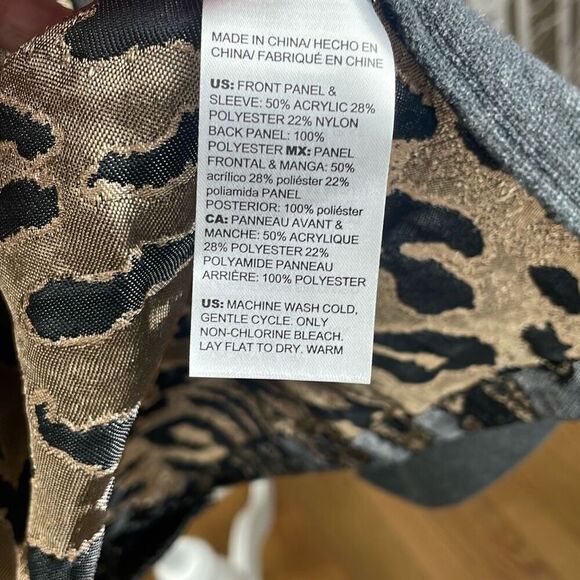 MADE IN CHINA/ HECHO EN
CHINA/ FABRIQUÉ EN CHINE
US: FRONT PANEL &
SLEEVE: 50% ACRYLIC 28%
POLYESTER 22% NYLON
BACK PANEL: 100%
POLYESTER MX: PANEL
FRONTAL & MANGA: 50%
acrílico 28% poliéster 22%
poliamida PANEL
POSTERIOR: 100% poliéster
CA: PANNEAU AVANT &
MANCHE: 50% ACRYLIQUE
28% POLYESTER 22%
POLYAMIDE PANNEAU
ARRIÈRE: 100% POLYESTER
US: MACHINE WASH COLD,
GENTLE CYCLE. ONLY
NON-CHLORINE BLEACH.
LAY FLAT TO DRY. WARM